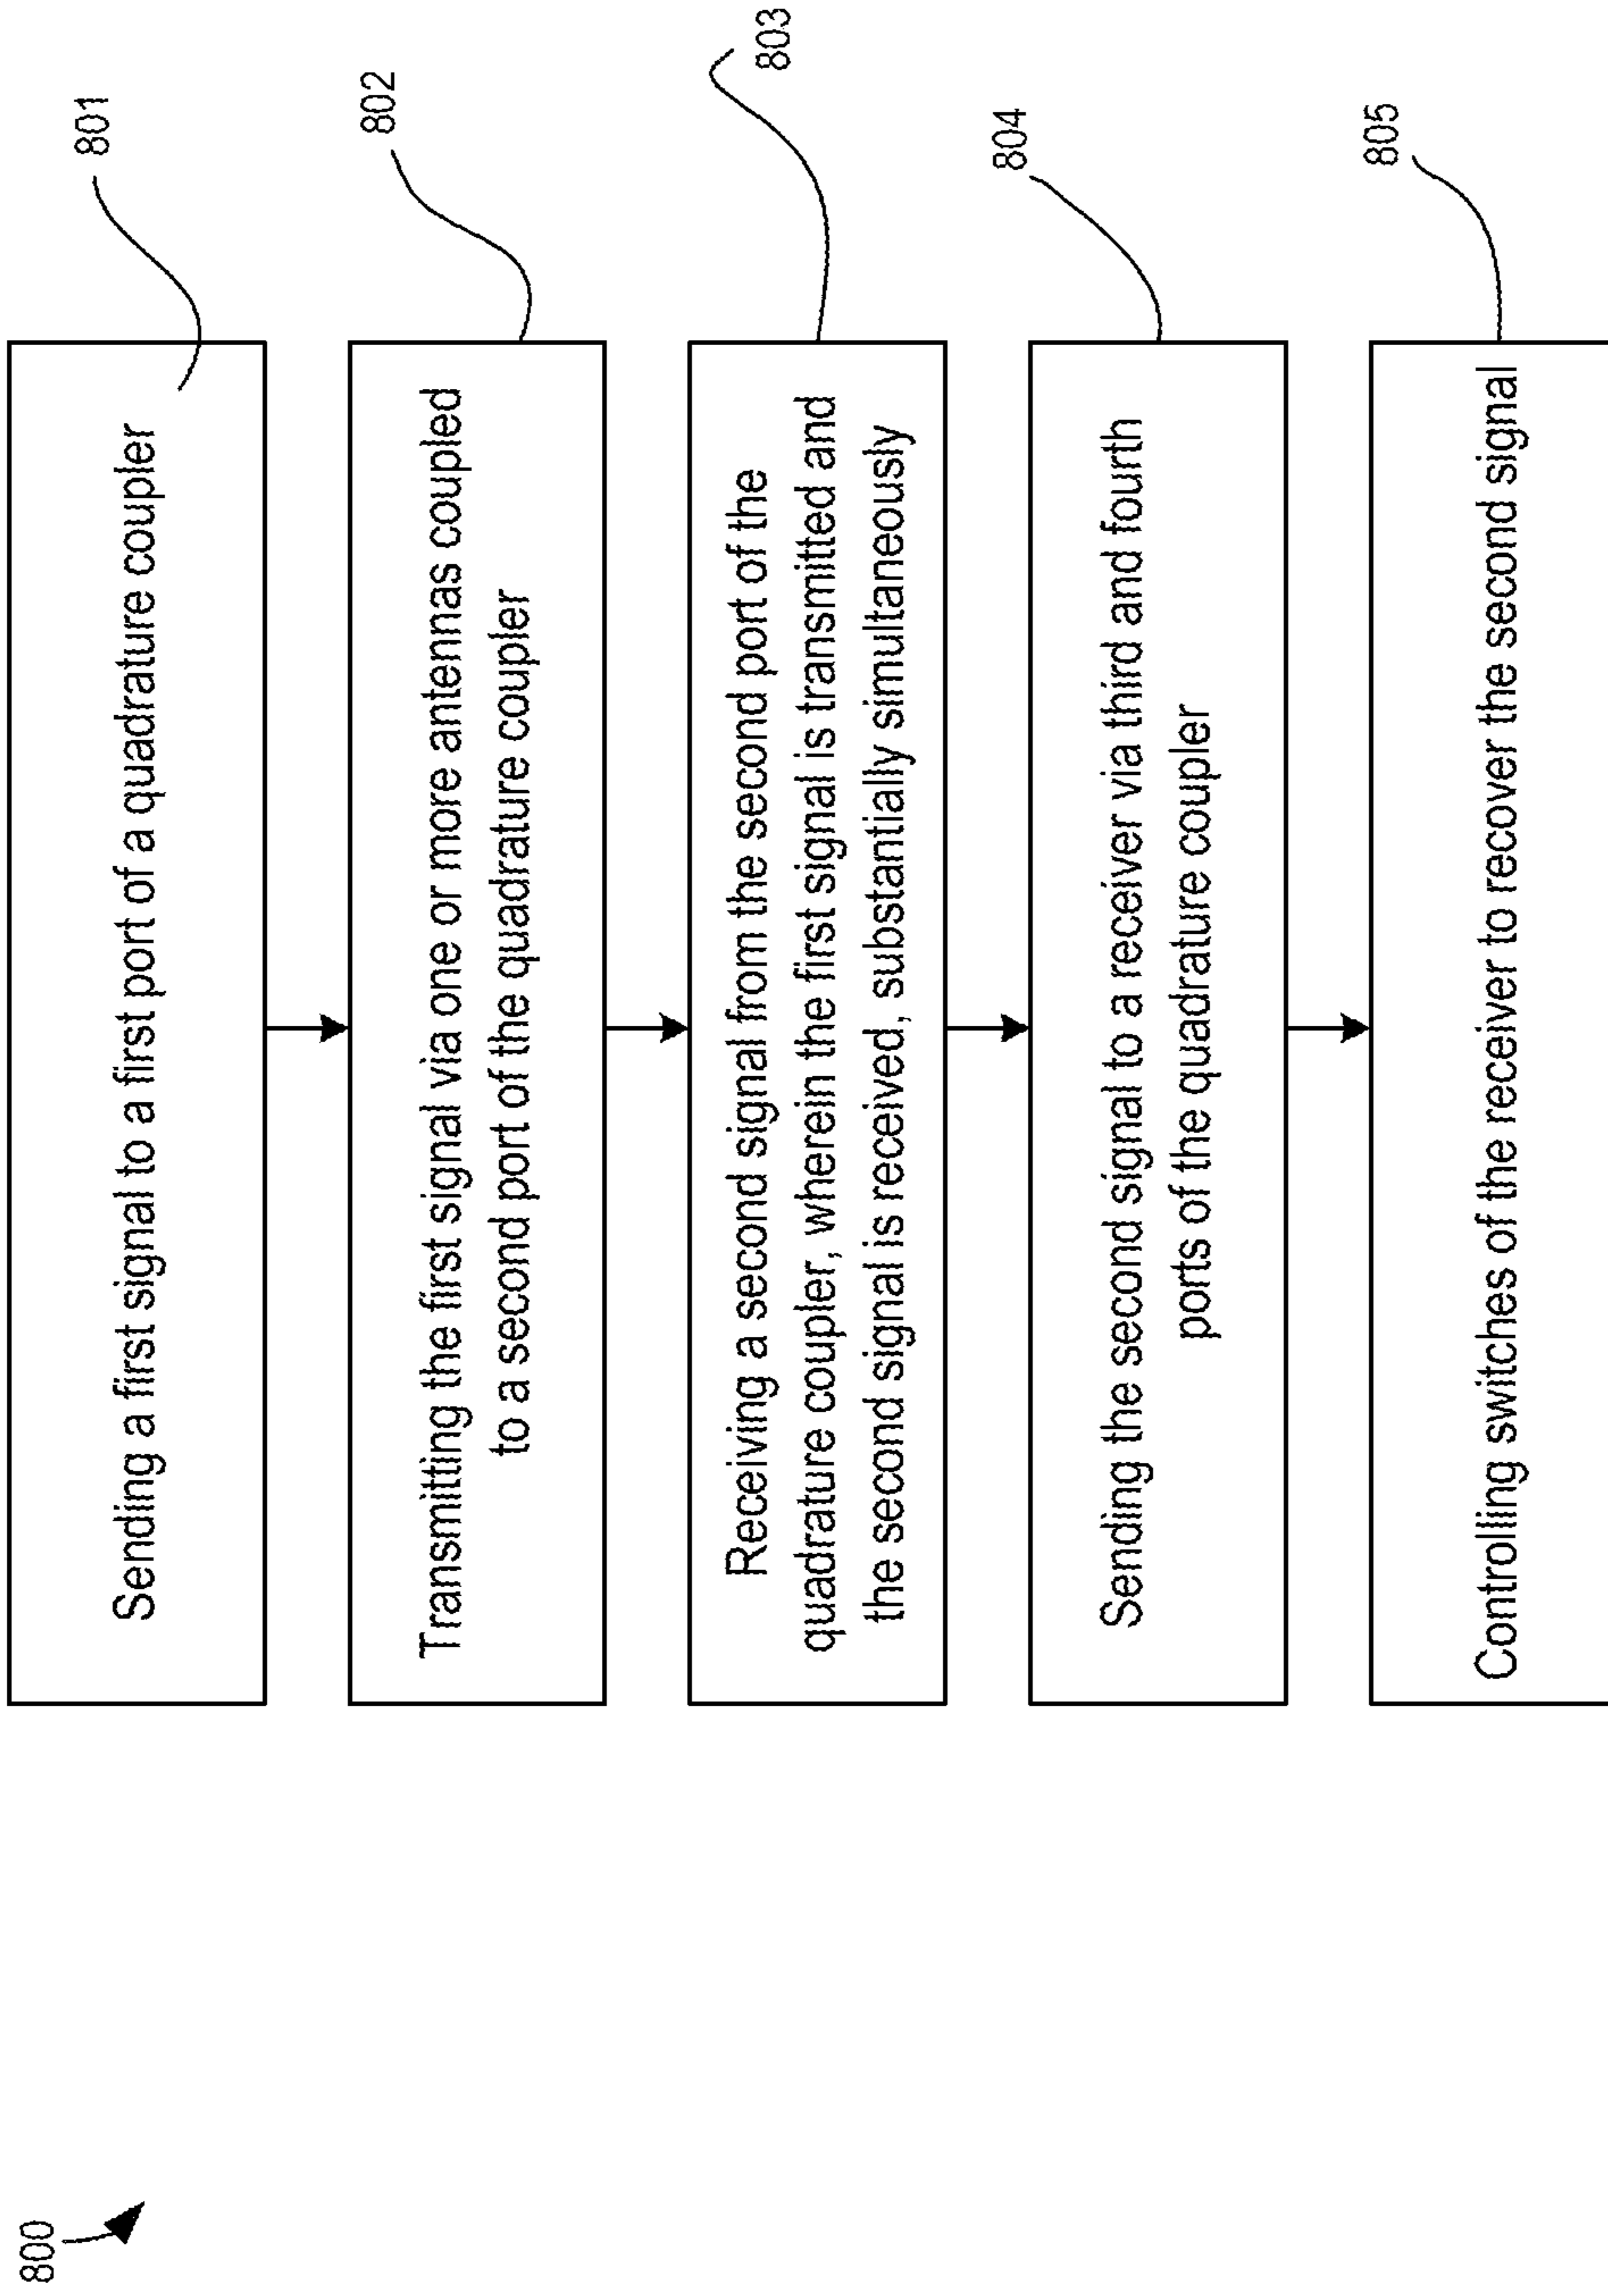 800
Sending a first signal to a first port of a quadrature coupler
801
Transmitting the first signal via one or more antennas coupled
to a second port of the quadrature coupler
802
Receiving a second signal from the second port of the
quadrature coupler, wherein the first signal is transmitted and
the second signal is received, substantially simultaneously
803
Sending the second signal to a receiver via third and fourth
ports of the quadrature coupler
804
Controlling switches of the receiver to recover the second signal
805